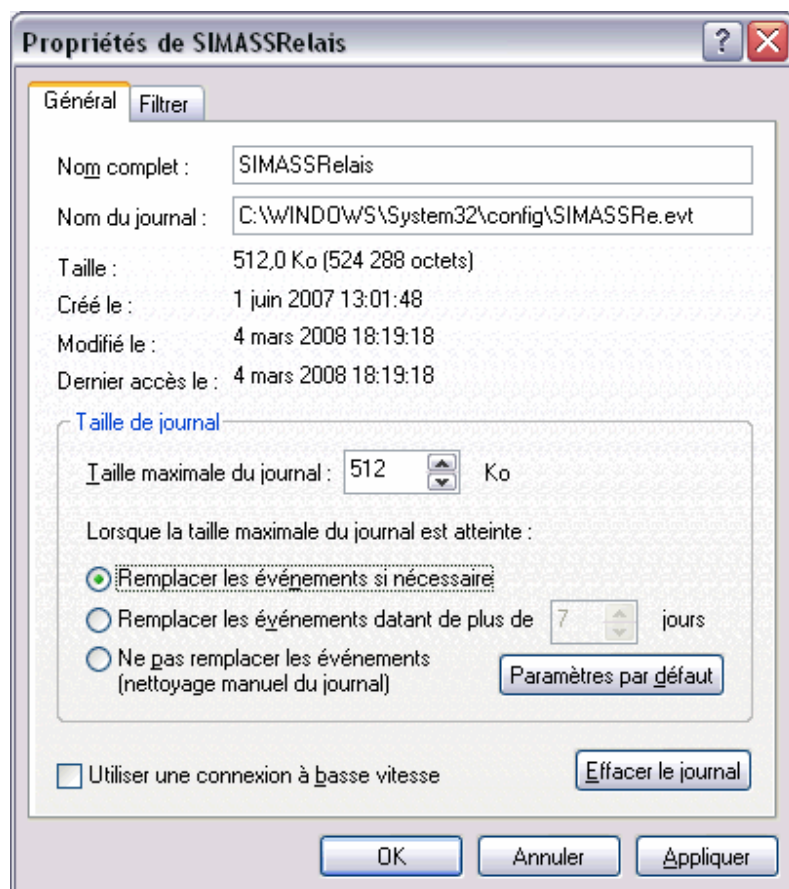 Propriétés de SIMASSRelais
Général
Filtrer
Nom complet : SIMASSRelais
Nom du journal : C:\WINDOWS\System32\config\SIMASSRe.evt
Taille : 512,0 Ko (524 288 octets)
Créé le : 1 juin 2007 13:01:48
Modifié le : 4 mars 2008 18:19:18
Dernier accès le : 4 mars 2008 18:19:18
Taille de journal
Taille maximale du journal : 512 Ko
Lorsque la taille maximale du journal est atteinte :
Remplacer les événements si nécessaire
Remplacer les événements datant de plus de 7 jours
Ne pas remplacer les événements
(nettoyage manuel du journal)
Paramètres par défaut
Utiliser une connexion à basse vitesse
Effacer le journal
OK
Annuler
Appliquer